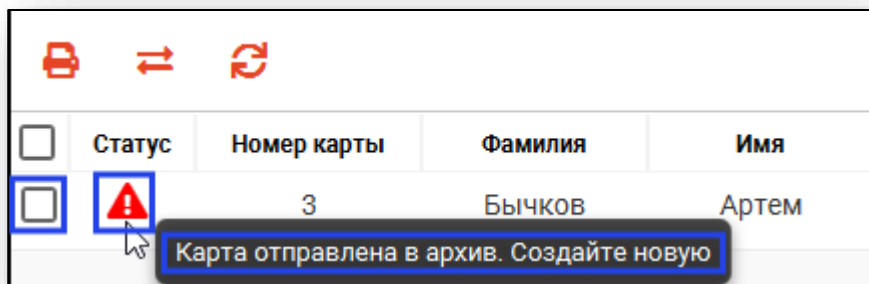 Статус Номер карты Фамилия Имя
3 Бычков Артем
Карта отправлена в архив. Создайте новую